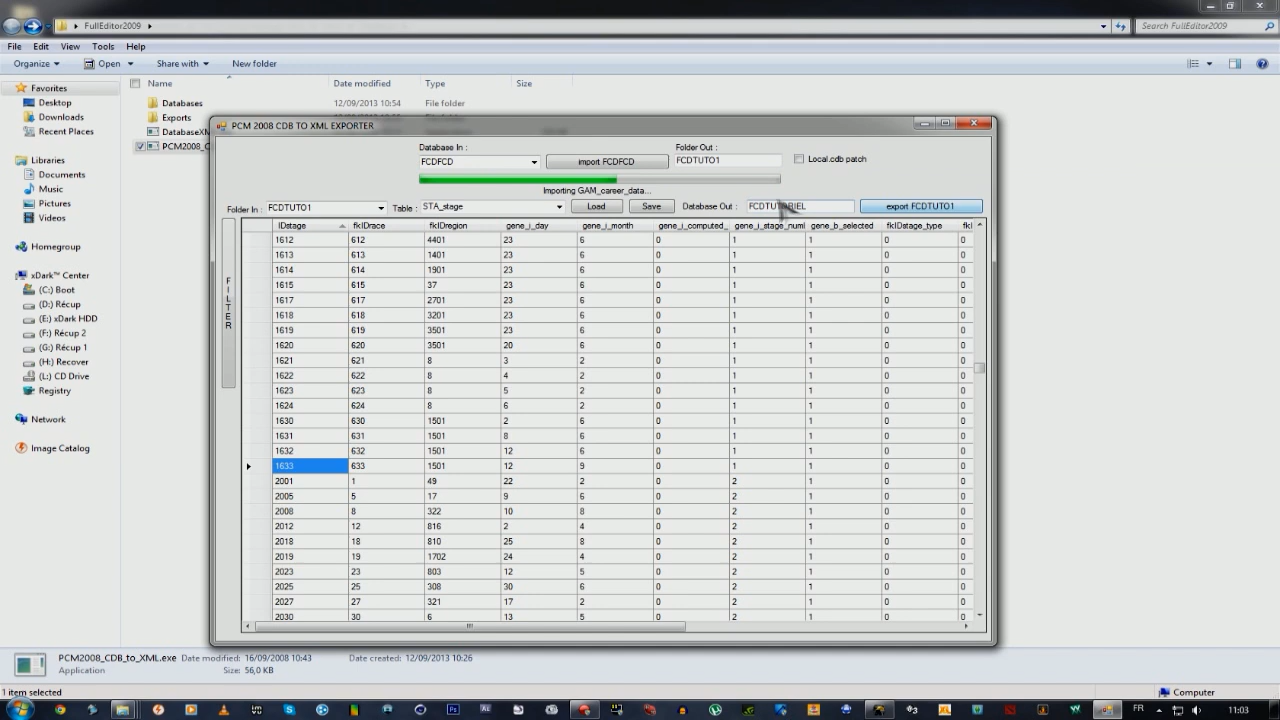 FullEditor2009
Search FullEditor2009
File Edit View Tools Help
Organize Open Share with New folder
Favorites
Desktop
Downloads
Recent Places
Libraries
Documents
Music
Pictures
Videos
Homegroup
xDark™ Center
(C:) Boot
(D:) Récup
(E:) xDark HDD
(F:) Récup 2
(G:) Récup 1
(H:) Recover
(L:) CD Drive
Registry
Network
Image Catalog
Name Date modified Type Size
Databases 12/09/2013 10:54 File folder
Exports File folder
DatabaseXM
PCM2008_C
PCM 2008 CDB TO XML EXPORTER
Database In : Folder Out :
FCDFCD import FCDFCD FCDTUTO1 Local.cdb patch
Importing GAM_career_data...
Folder In : FCDTUTO1 Table : STA_stage Load Save Database Out : FCDTUTORIEL export FCDTUTO1
FILTER
IDstage fkIDrace fkIDregion gene_i_day gene_i_month gene_i_computed_ gene_i_stage_numl gene_b_selected fkIDstage_type fkl
1612 612 4401 23 6 0 1 1 0 0
1613 613 1401 23 6 0 1 1 0 0
1614 614 1901 23 6 0 1 1 0 0
1615 615 37 23 6 0 1 1 0 0
1617 617 2701 23 6 0 1 1 0 0
1618 618 3201 23 6 0 1 1 0 0
1619 619 3501 23 6 0 1 1 0 0
1620 620 3501 20 6 0 1 1 0 0
1621 621 8 3 2 0 1 1 0 0
1622 622 8 4 2 0 1 1 0 0
1623 623 8 5 2 0 1 1 0 0
1624 624 8 6 2 0 1 1 0 0
1630 630 1501 2 6 0 1 1 0 0
1631 631 1501 8 6 0 1 1 0 0
1632 632 1501 12 6 0 1 1 0 0
1633 633 1501 12 9 0 1 1 0 0
2001 1 49 22 2 0 2 1 0 0
2005 5 17 9 6 0 2 1 0 0
2008 8 322 10 8 0 2 1 0 0
2012 12 816 2 4 0 2 1 0 0
2018 18 810 25 8 0 2 1 0 0
2019 19 1702 24 4 0 2 1 0 0
2023 23 803 12 5 0 2 1 0 0
2025 25 308 30 6 0 2 1 0 0
2027 27 321 17 2 0 2 1 0 0
2030 30 6 13 5 0 2 1 0 0
PCM2008_CDB_to_XML.exe Date modified: 16/09/2008 10:43 Date created: 12/09/2013 10:26
Application Size: 56,0 KB
1 item selected Computer
FR 11:03